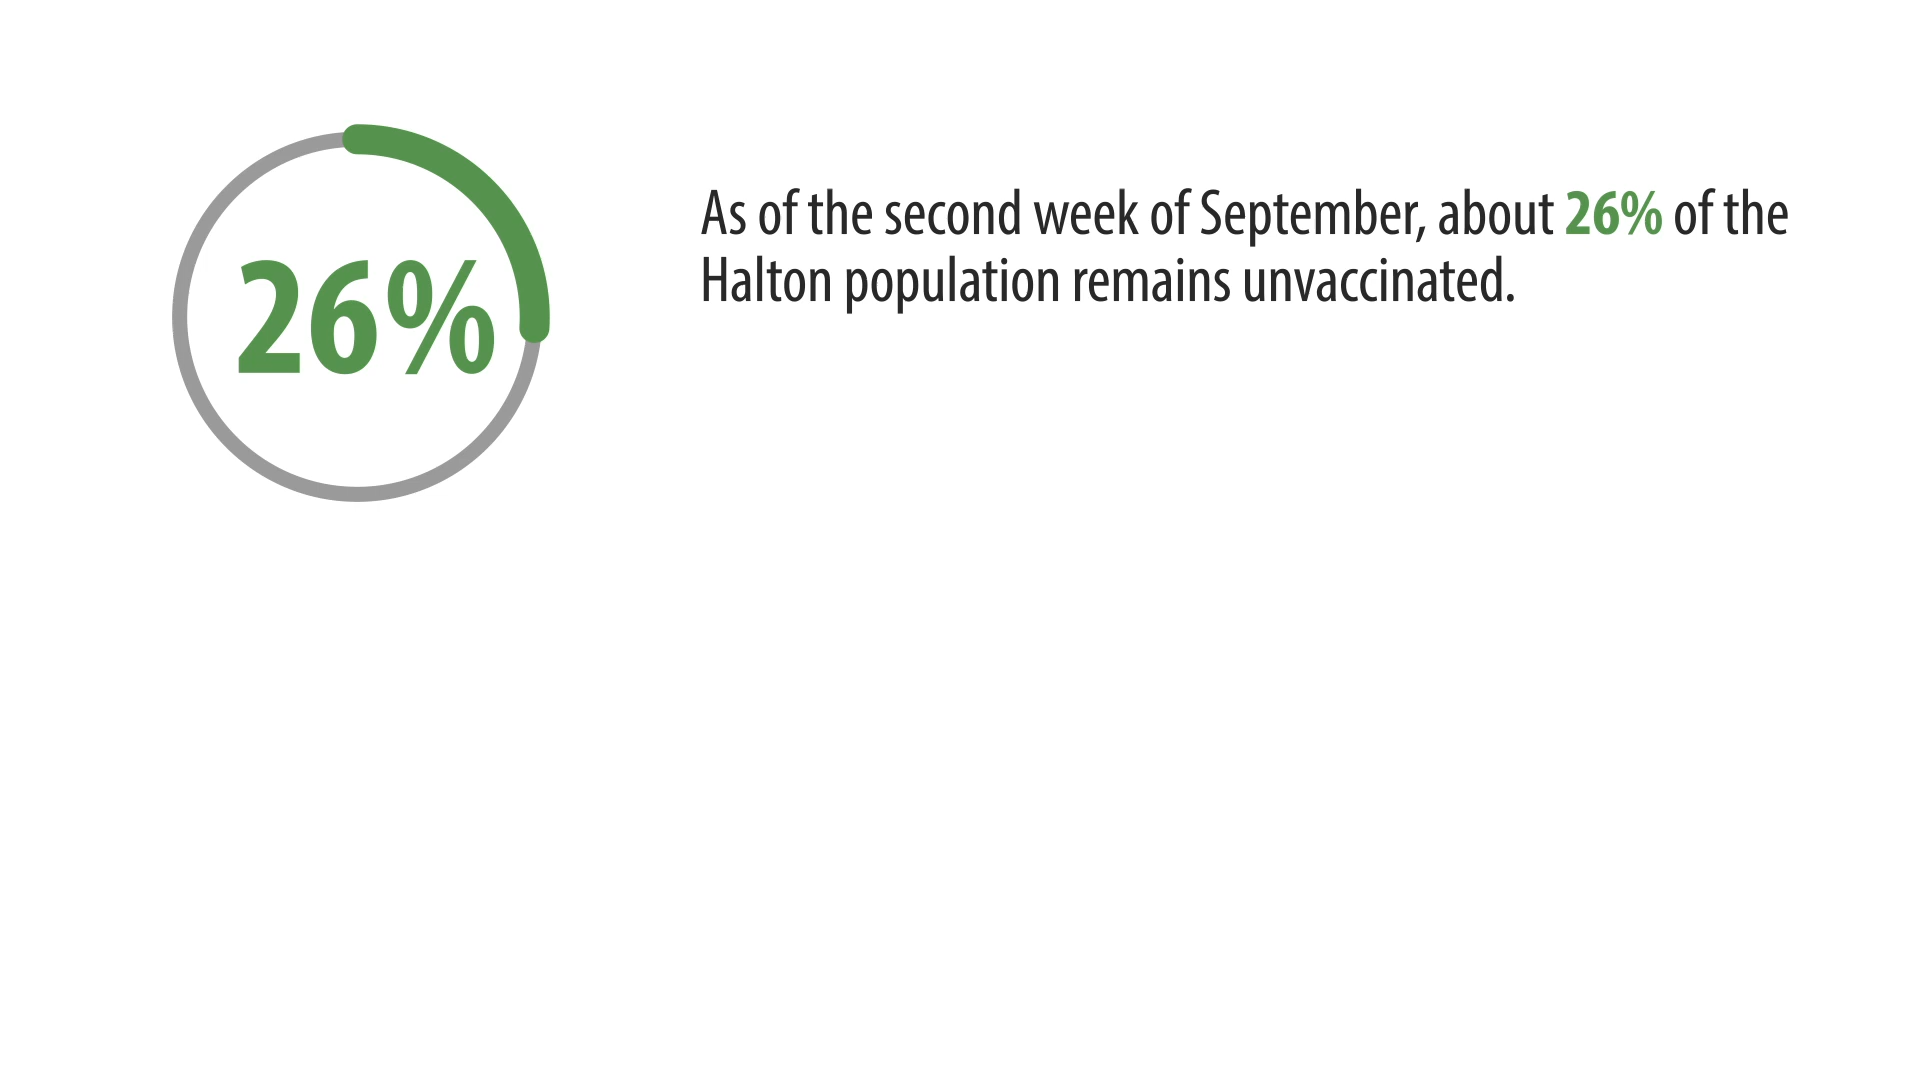 26%
As of the second week of September, about 26% of the
Halton population remains unvaccinated.